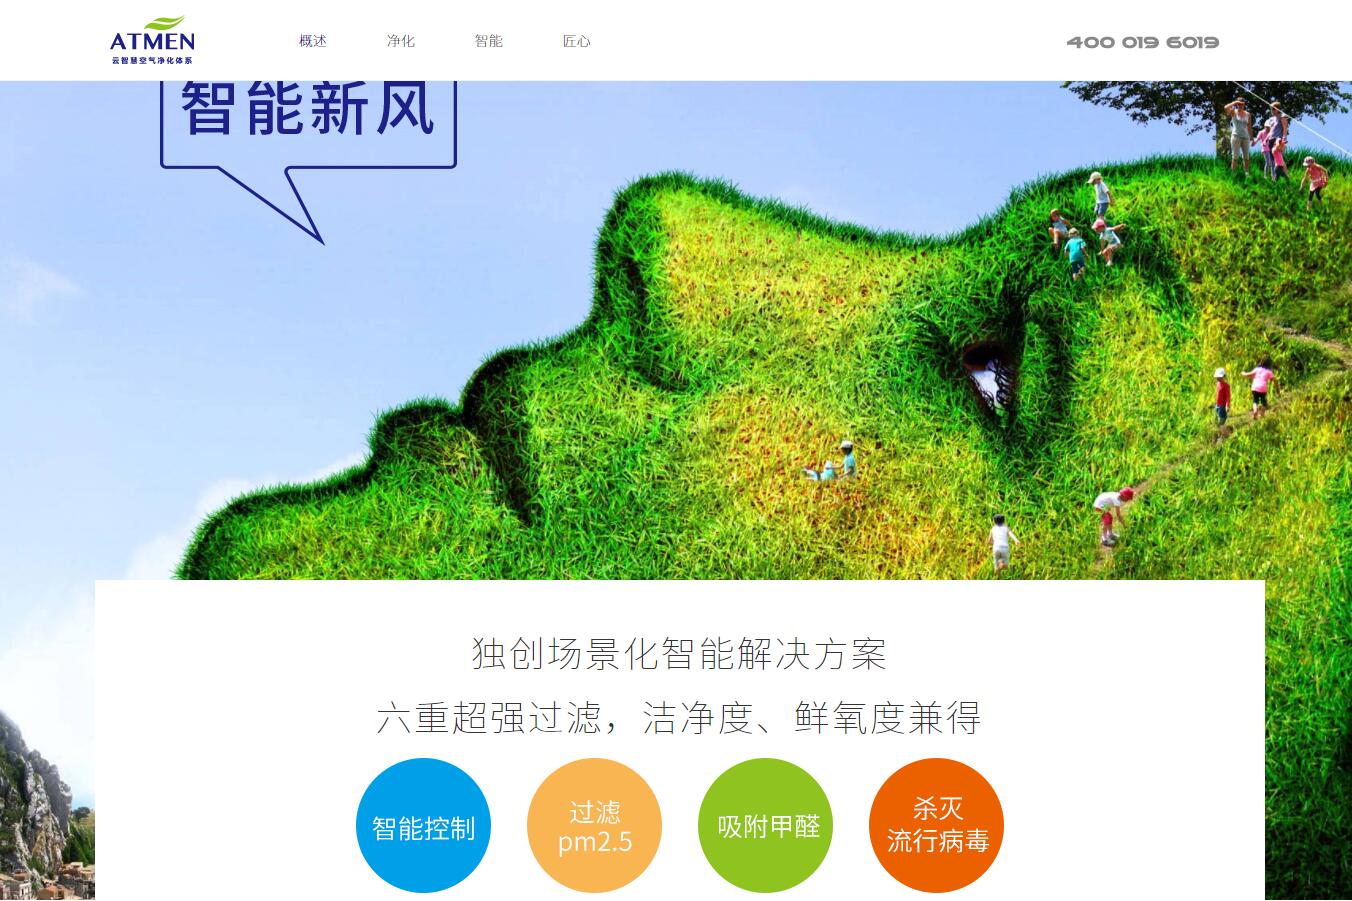 ATMEN
云智慧空气净化体系
概述
净化
智能
匠心
400 019 6019
智能新风
独创场景化智能解决方案
六重超强过滤，洁净度、鲜氧度兼得
智能控制
过滤
pm2.5
吸附甲醛
杀灭
流行病毒